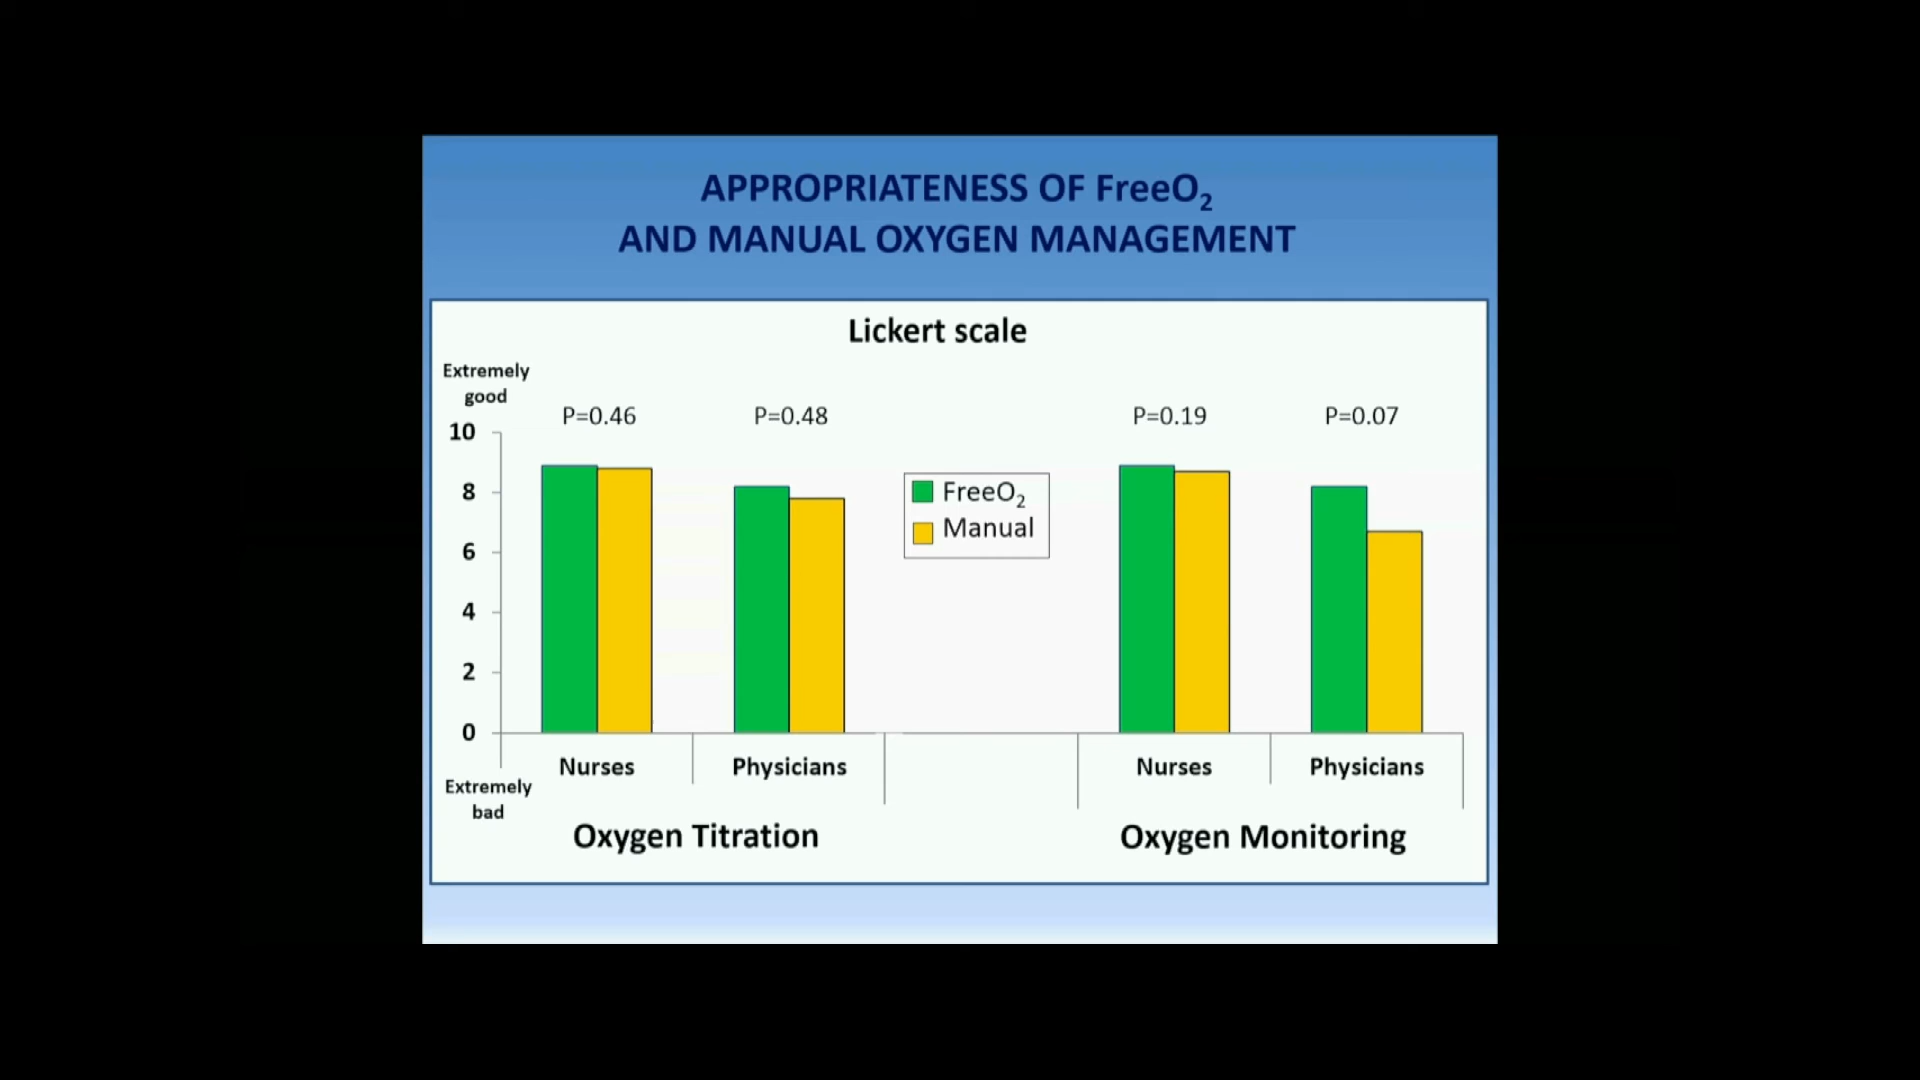 APPROPRIATENESS OF FreeO₂
AND MANUAL OXYGEN MANAGEMENT
Lickert scale
Extremely
good
P=0.46 P=0.48 P=0.19 P=0.07
10
8
6
4
2
0
FreeO₂
Manual
Nurses Physicians Nurses Physicians
Extremely
bad
Oxygen Titration Oxygen Monitoring